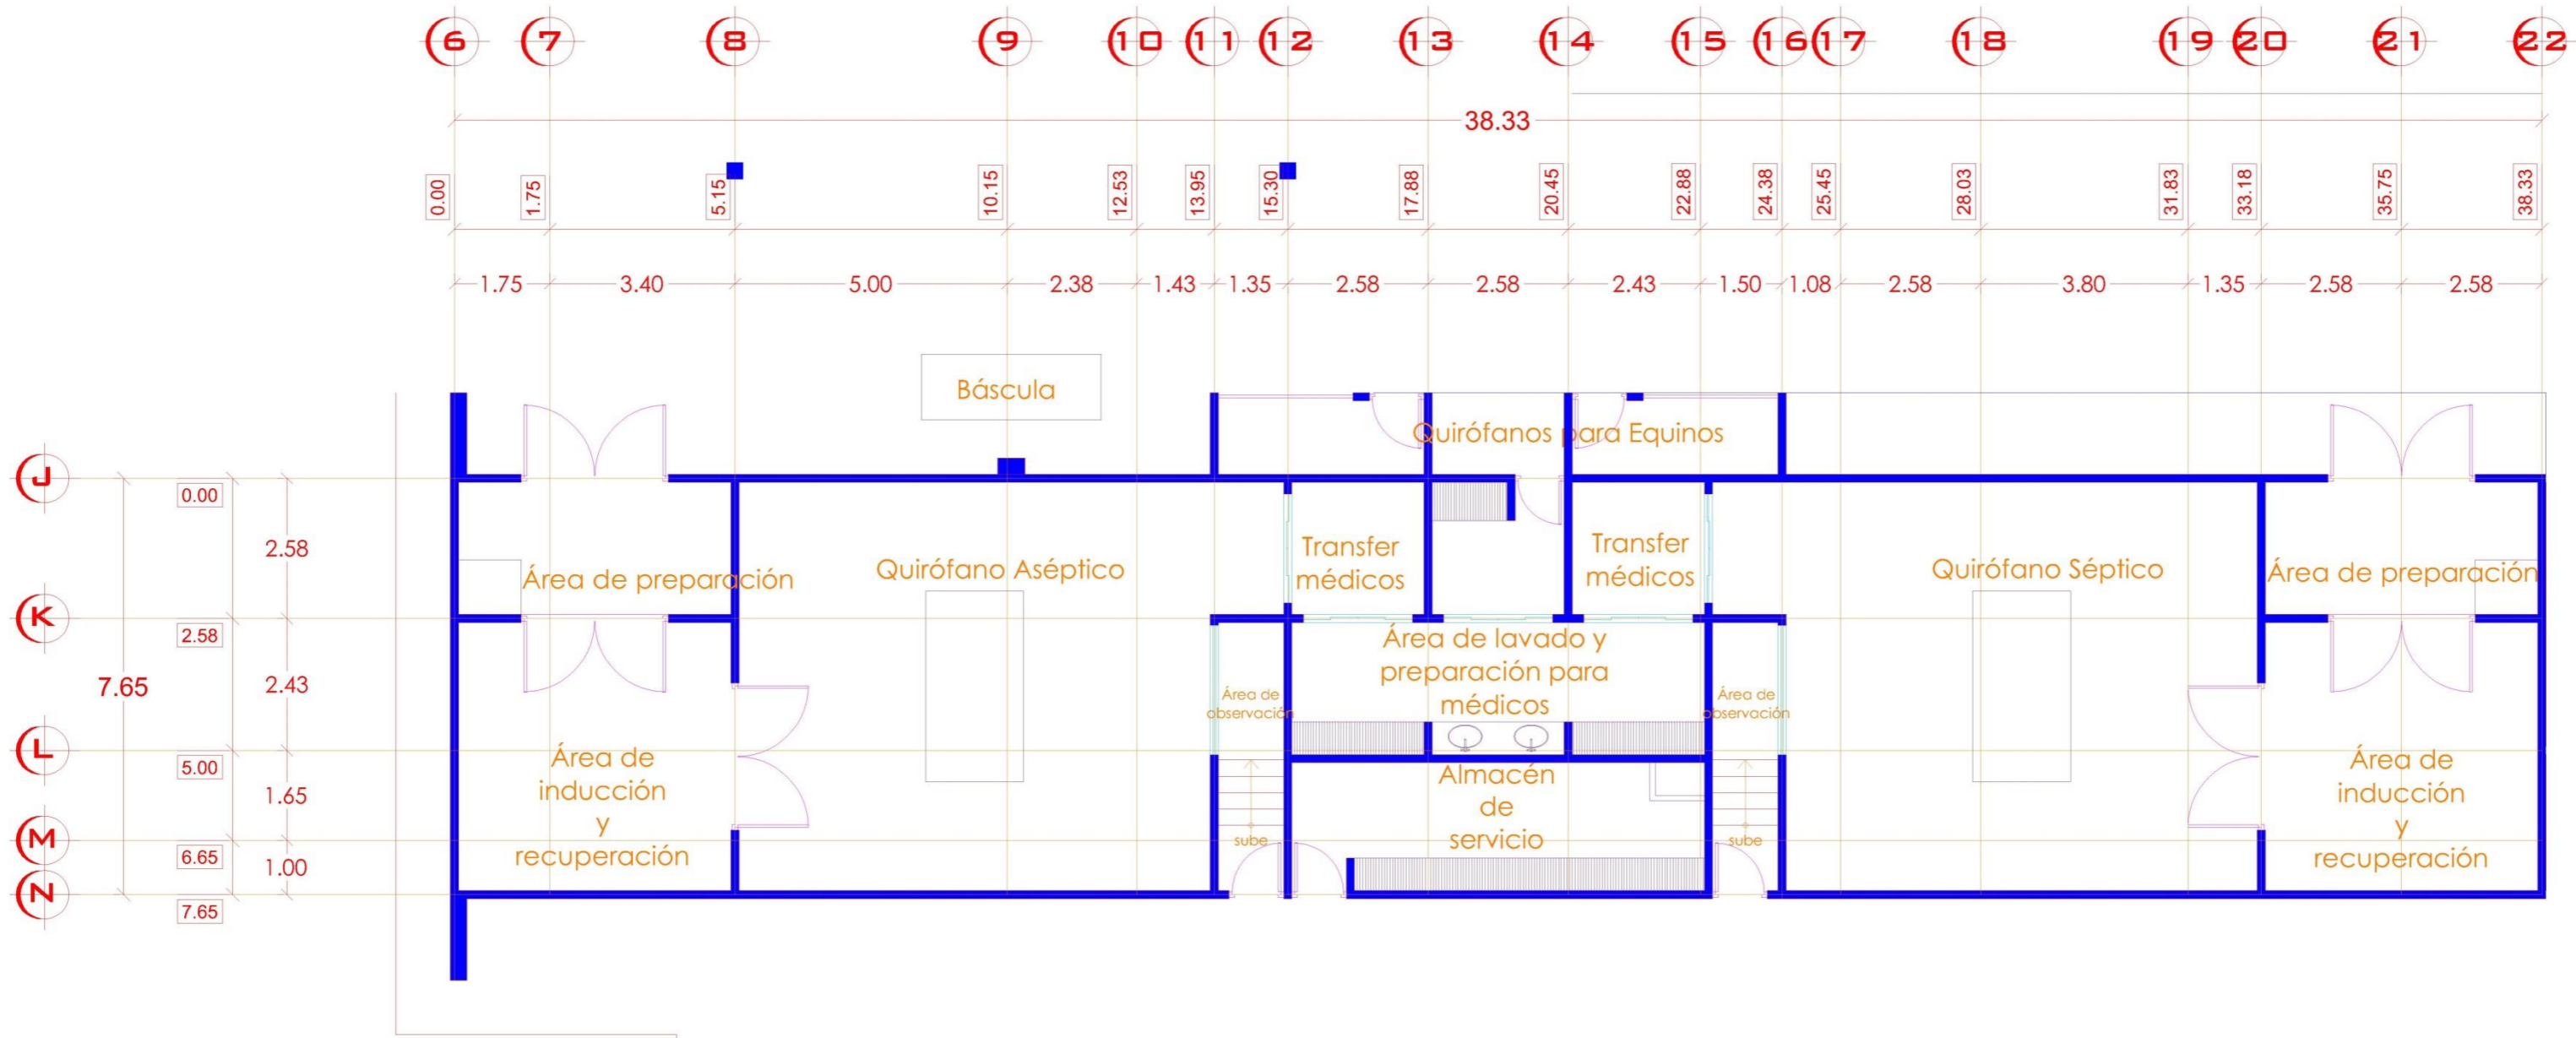 6 7 8 9 10 11 12 13 14 15 16 17 18 19 20 21 22
38.33
0.00 1.75 5.15 10.15 12.53 13.95 15.30 17.88 20.45 22.88 24.38 25.45 28.03 31.83 33.18 35.75 38.33
1.75 3.40 5.00 2.38 1.43 1.35 2.58 2.58 2.43 1.50 1.08 2.58 3.80 1.35 2.58 2.58
Báscula
Quirófanos para Equinos
J
0.00
2.58
K
2.58
7.65
2.43
L
5.00
1.65
M
6.65
1.00
N
7.65
Área de preparación
Quirófano Aséptico
Transfer
médicos
Transfer
médicos
Quirófano Séptico
Área de preparación
Área de lavado y
preparación para
médicos
Área de
observación
Área de
observación
Área de
inducción
y
recuperación
sube
Almacén
de
servicio
sube
Área de
inducción
y
recuperación